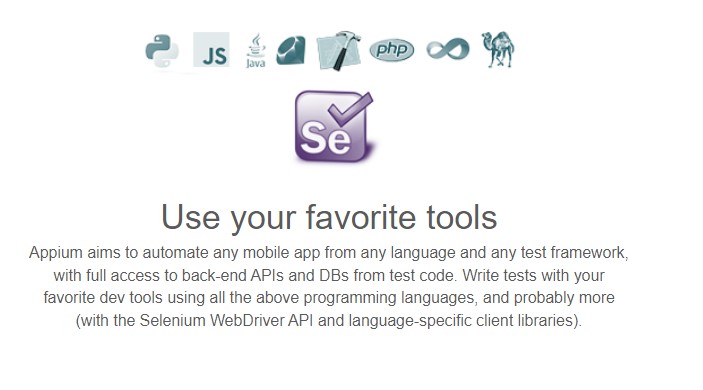 JS
Java
php
Se
Use your favorite tools
Appium aims to automate any mobile app from any language and any test framework,
with full access to back-end APIs and DBs from test code. Write tests with your
favorite dev tools using all the above programming languages, and probably more
(with the Selenium WebDriver API and language-specific client libraries).